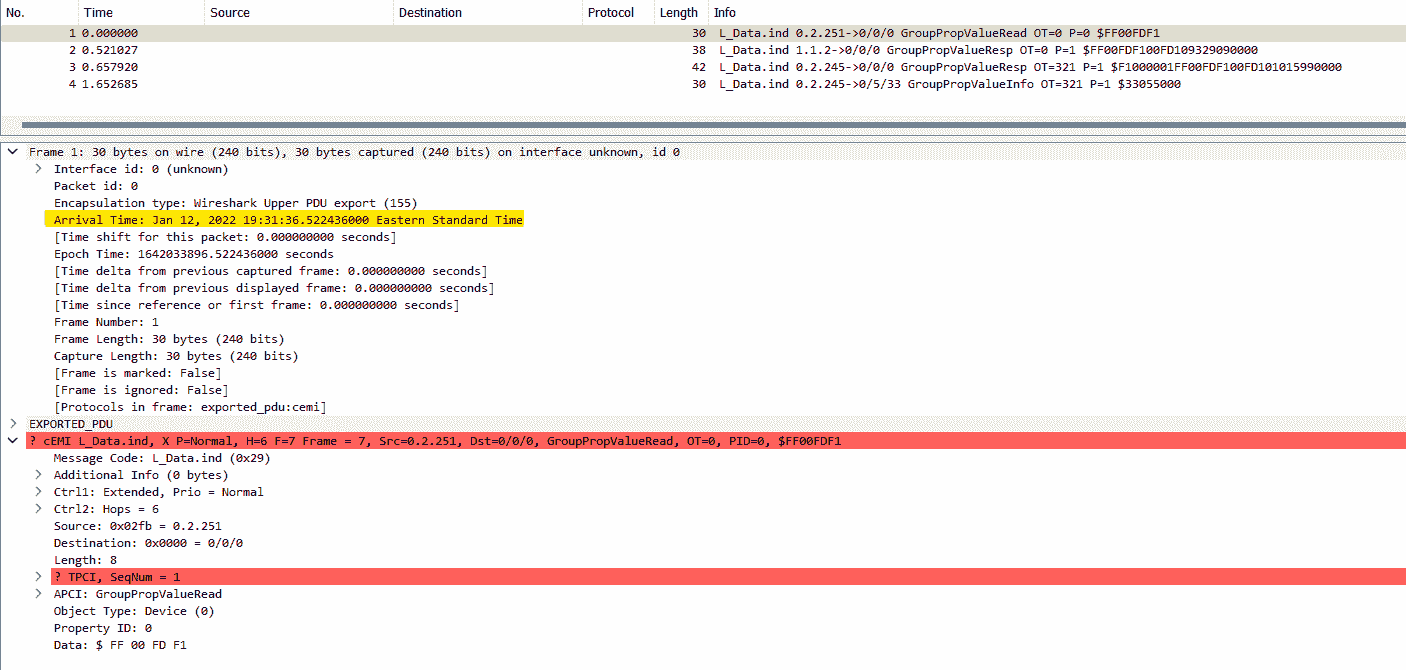 No. Time Source Destination Protocol Length Info
1 0.000000 30 L_Data.ind 0.2.251->0/0/0 GroupPropValueRead OT=0 P=0 $FF00FDF1
2 0.521027 38 L_Data.ind 1.1.2->0/0/0 GroupPropValueResp OT=0 P=1 $FF00FDF100FD109329090000
3 0.657920 42 L_Data.ind 0.2.245->0/0/0 GroupPropValueResp OT=321 P=1 $F1000001FF00FDF100FD101015990000
4 1.652685 30 L_Data.ind 0.2.245->0/5/33 GroupPropValueInfo OT=321 P=1 $33055000
Frame 1: 30 bytes on wire (240 bits), 30 bytes captured (240 bits) on interface unknown, id 0
Interface id: 0 (unknown)
Packet id: 0
Encapsulation type: Wireshark Upper PDU export (155)
Arrival Time: Jan 12, 2022 19:31:36.522436000 Eastern Standard Time
[Time shift for this packet: 0.000000000 seconds]
Epoch Time: 1642033896.522436000 seconds
[Time delta from previous captured frame: 0.000000000 seconds]
[Time delta from previous displayed frame: 0.000000000 seconds]
[Time since reference or first frame: 0.000000000 seconds]
Frame Number: 1
Frame Length: 30 bytes (240 bits)
Capture Length: 30 bytes (240 bits)
[Frame is marked: False]
[Frame is ignored: False]
[Protocols in frame: exported_pdu:cemi]
EXPORTED_PDU
? cEMI L_Data.ind, X P=Normal, H=6 F=7 Frame = 7, Src=0.2.251, Dst=0/0/0, GroupPropValueRead, OT=0, PID=0, $FF00FDF1
Message Code: L_Data.ind (0x29)
Additional Info (0 bytes)
Ctrl1: Extended, Prio = Normal
Ctrl2: Hops = 6
Source: 0x02fb = 0.2.251
Destination: 0x0000 = 0/0/0
Length: 8
? TPCI, SeqNum = 1
APCI: GroupPropValueRead
Object Type: Device (0)
Property ID: 0
Data: $ FF 00 FD F1